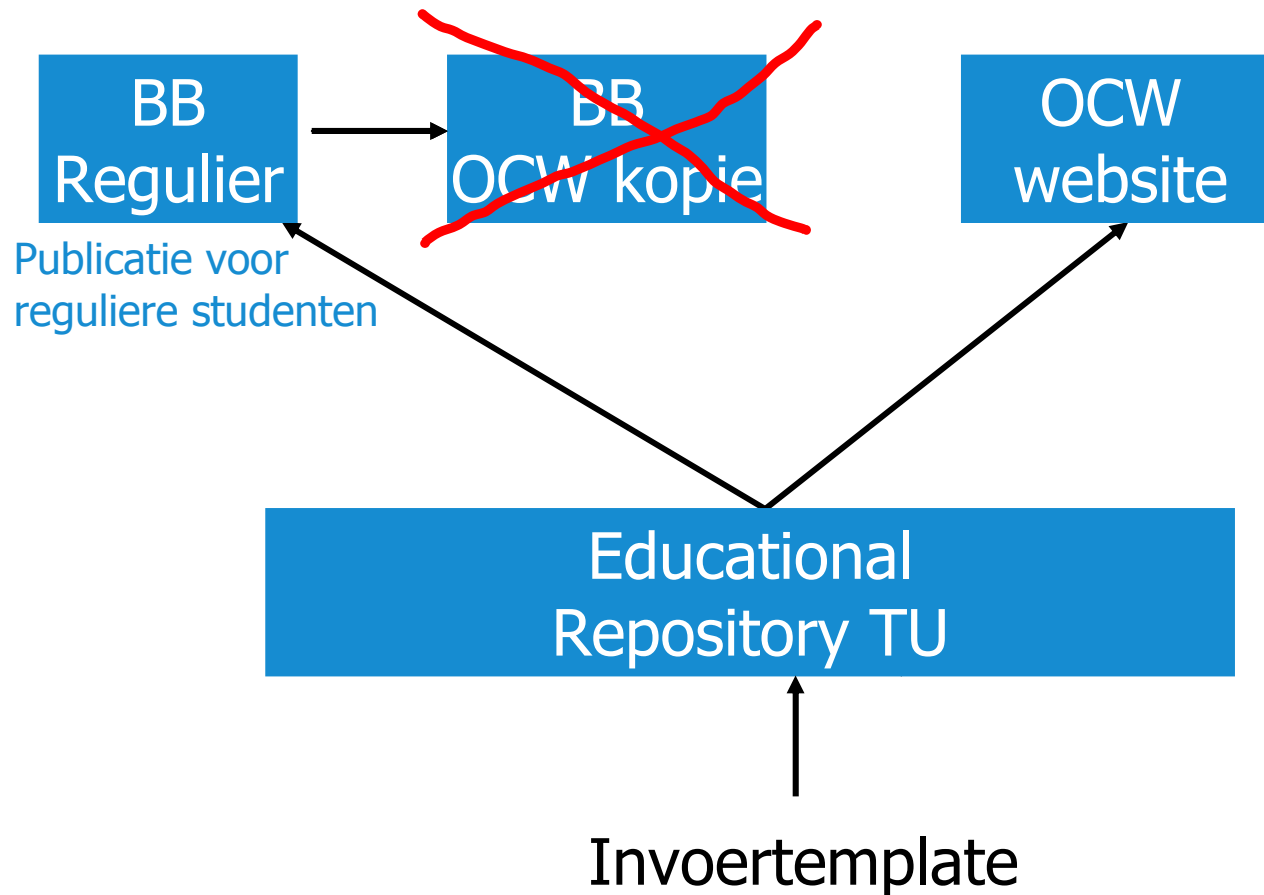 BB
Regulier
BB
OCW kopie
OCW
website
Publicatie voor
reguliere studenten
Educational
Repository TU
Invoertemplate